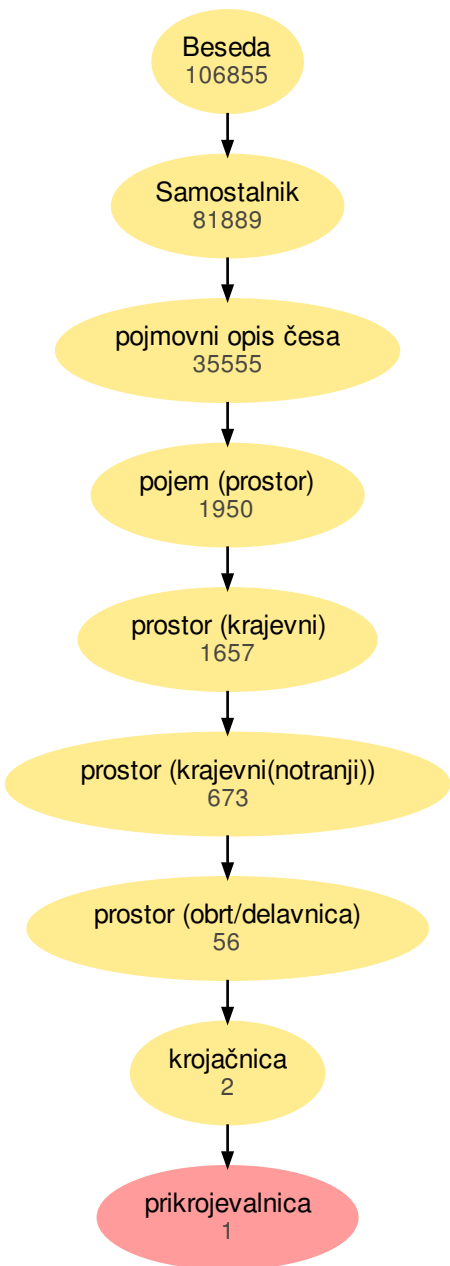 Beseda
106855
Samostalnik
81889
pojmovni opis česa
35555
pojem (prostor)
1950
prostor (krajevni)
1657
prostor (krajevni(notranji))
673
prostor (obrt/delavnica)
56
krojačnica
2
prikrojevalnica
1